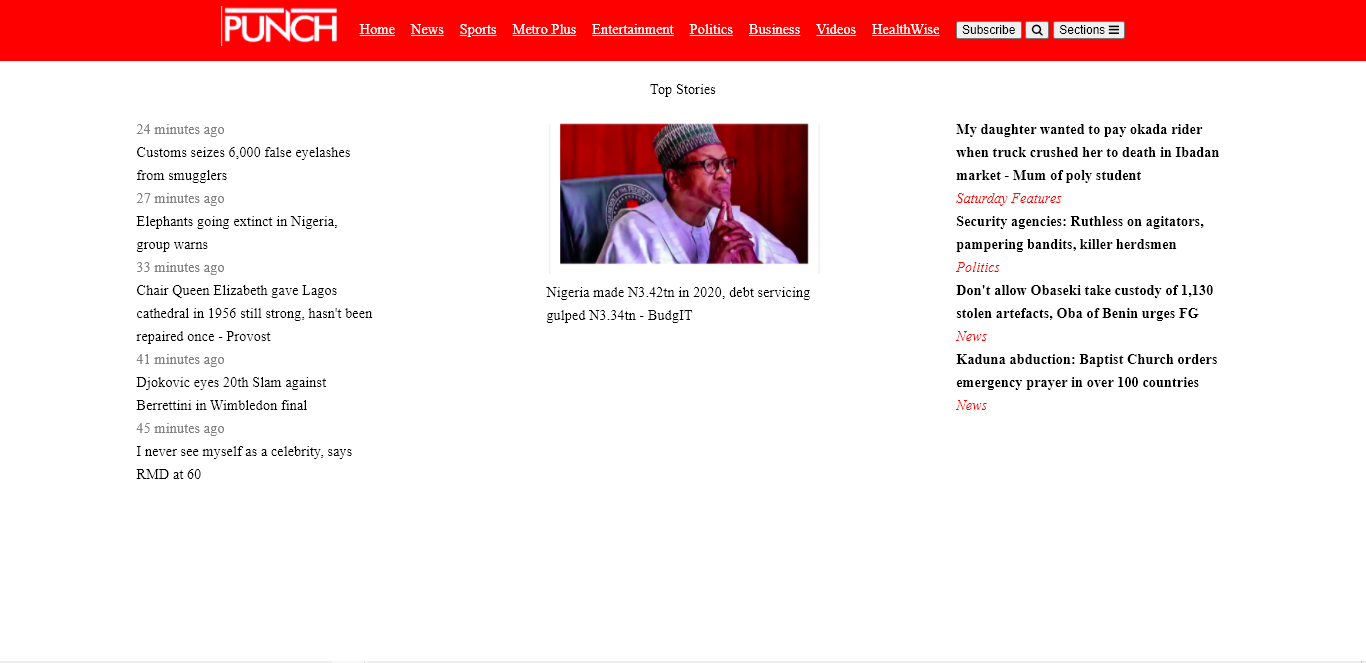 PUNCH Home News Sports Metro Plus Entertainment Politics Business Videos HealthWise Subscribe Sections
Top Stories
24 minutes ago
Customs seizes 6,000 false eyelashes
from smugglers
27 minutes ago
Elephants going extinct in Nigeria,
group warns
33 minutes ago
Chair Queen Elizabeth gave Lagos
cathedral in 1956 still strong, hasn't been
repaired once - Provost
41 minutes ago
Djokovic eyes 20th Slam against
Berrettini in Wimbledon final
45 minutes ago
I never see myself as a celebrity, says
RMD at 60
Nigeria made N3.42tn in 2020, debt servicing
gulped N3.34tn - BudgIT
My daughter wanted to pay okada rider
when truck crushed her to death in Ibadan
market - Mum of poly student
Saturday Features
Security agencies: Ruthless on agitators,
pampering bandits, killer herdsmen
Politics
Don't allow Obaseki take custody of 1,130
stolen artefacts, Oba of Benin urges FG
News
Kaduna abduction: Baptist Church orders
emergency prayer in over 100 countries
News